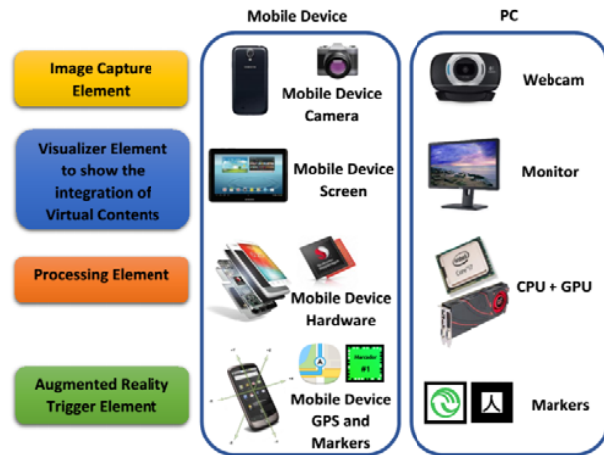 Mobile Device
PC
Image Capture
Element
Mobile Device
Camera
Webcam
Visualizer Element
to show the
integration of
Virtual Contents
Mobile Device
Screen
Monitor
Processing Element
Mobile Device
Hardware
CPU + GPU
Augmented Reality
Trigger Element
Marcador
#1
Mobile Device
GPS and
Markers
Markers